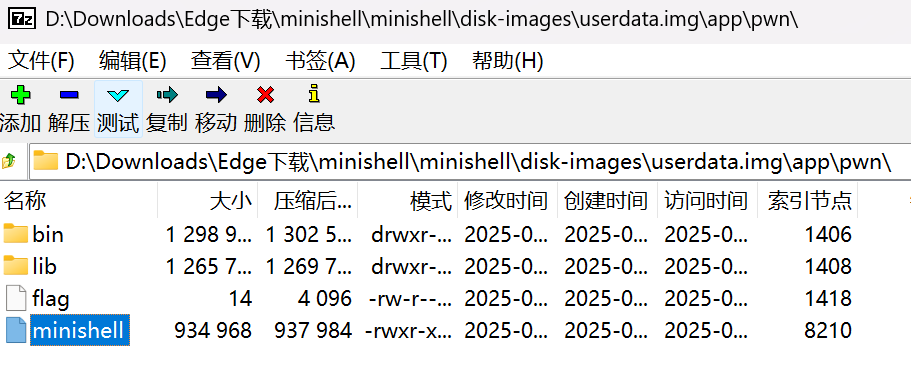 7z D:\Downloads\Edge下载\minishell\minishell\disk-images\userdata.img\app\pwn\
文件(F) 编辑(E) 查看(V) 书签(A) 工具(T) 帮助(H)
添加 解压 测试 复制 移动 删除 信息
D:\Downloads\Edge下载\minishell\minishell\disk-images\userdata.img\app\pwn\
名称 大小 压缩后... 模式 修改时间 创建时间 访问时间 索引节点
bin 1 298 9... 1 302 5... drwxr-... 2025-0... 2025-0... 2025-0... 1406
lib 1 265 7... 1 269 7... drwxr-... 2025-0... 2025-0... 2025-0... 1408
flag 14 4 096 -rw-r--... 2025-0... 2025-0... 2025-0... 1418
minishell 934 968 937 984 -rwxr-x... 2025-0... 2025-0... 2025-0... 8210